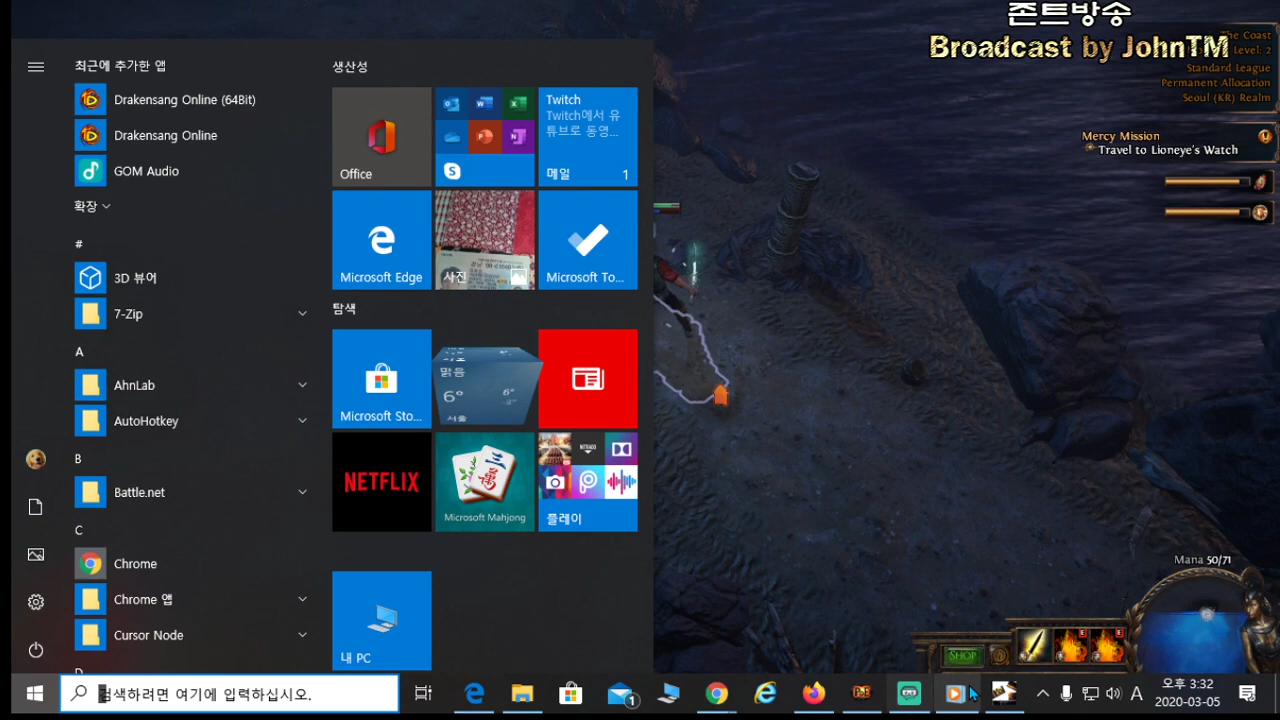 존트방송
Broadcast by JohnTM
The Coast
Level: 2
Standard League
Permanent Allocation
Seoul (KR) Realm
Mercy Mission
Travel to Lioneye's Watch
최근에 추가한 앱
Drakensang Online (64Bit)
Drakensang Online
GOM Audio
확장
#
3D 뷰어
7-Zip
A
AhnLab
AutoHotkey
B
Battle.net
C
Chrome
Chrome 앱
Cursor Node
D
생산성
Office
Twitch
Twitch에서 유
튜브로 동영...
메일 1
Microsoft Edge
사진
Microsoft To...
탐색
Microsoft Sto...
맑음
6°
6°
서울
NETFLIX
Microsoft Mahjong
NITRADO
플레이
내 PC
Mana 50/71
SHOP
E
E
검색하려면 여기에 입력하십시오.
1
PoE
A
오후 3:32
2020-03-05